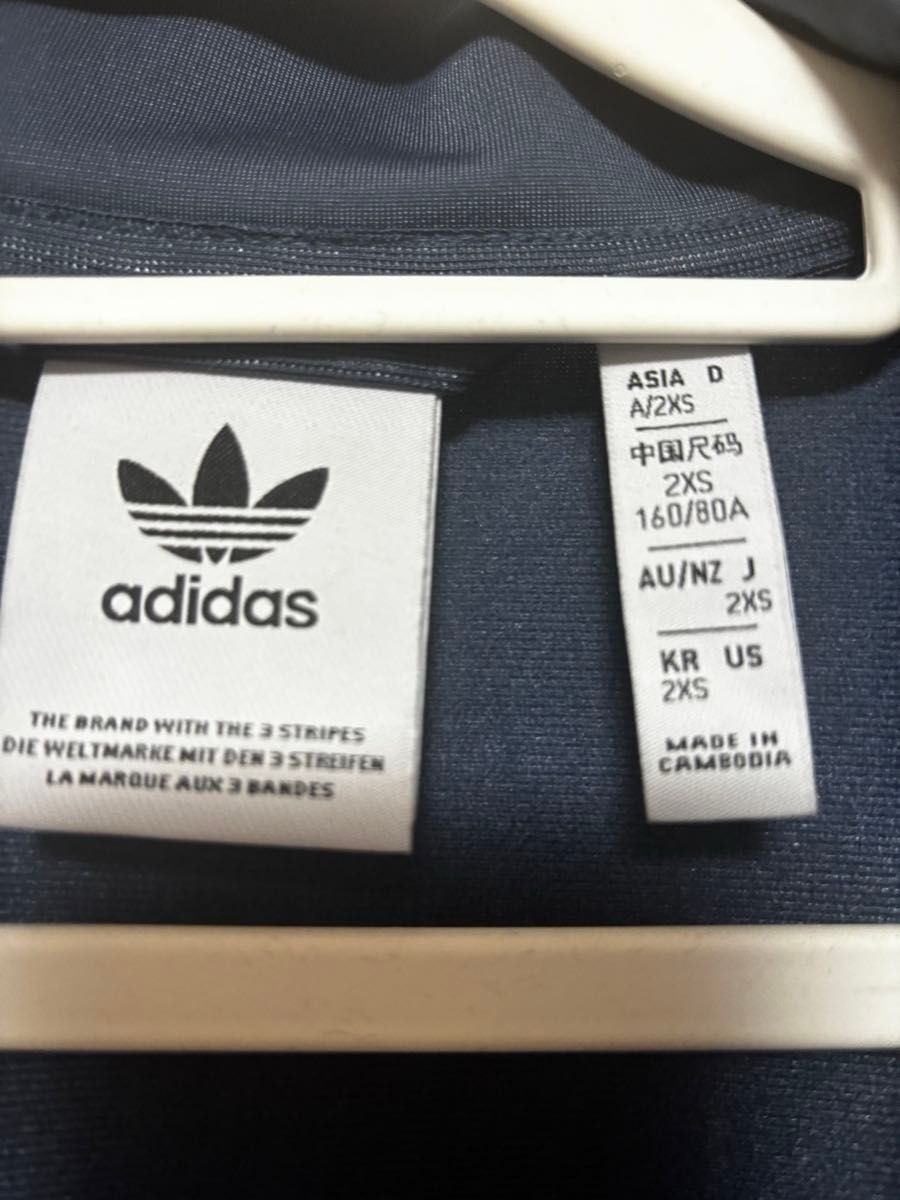 adidas
THE BRAND WITH THE 3 STRIPES
DIE WELTMARKE MIT DEN 3 STREIFEN
LA MARQUE AUX 3 BANDES
ASIA D
A/2XS
中国尺码
2XS
160/80A
AU/NZ J
2XS
KR US
2XS
MADE IN
CAMBODIA